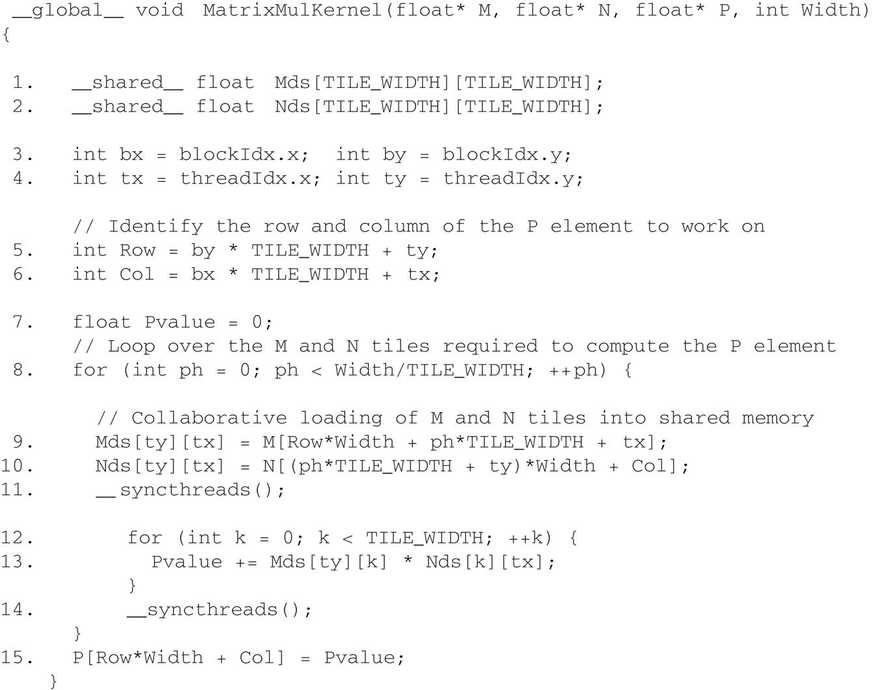 __global__ void MatrixMulKernel(float* M, float* N, float* P, int Width)
{
1. __shared__ float Mds[TILE_WIDTH][TILE_WIDTH];
2. __shared__ float Nds[TILE_WIDTH][TILE_WIDTH];
3. int bx = blockIdx.x; int by = blockIdx.y;
4. int tx = threadIdx.x; int ty = threadIdx.y;
// Identify the row and column of the P element to work on
5. int Row = by * TILE_WIDTH + ty;
6. int Col = bx * TILE_WIDTH + tx;
7. float Pvalue = 0;
// Loop over the M and N tiles required to compute the P element
8. for (int ph = 0; ph < Width/TILE_WIDTH; ++ph) {
// Collaborative loading of M and N tiles into shared memory
9. Mds[ty][tx] = M[Row*Width + ph*TILE_WIDTH + tx];
10. Nds[ty][tx] = N[(ph*TILE_WIDTH + ty)*Width + Col];
11. __syncthreads();
12. for (int k = 0; k < TILE_WIDTH; ++k) {
13. Pvalue += Mds[ty][k] * Nds[k][tx];
}
14. __syncthreads();
}
15. P[Row*Width + Col] = Pvalue;
}